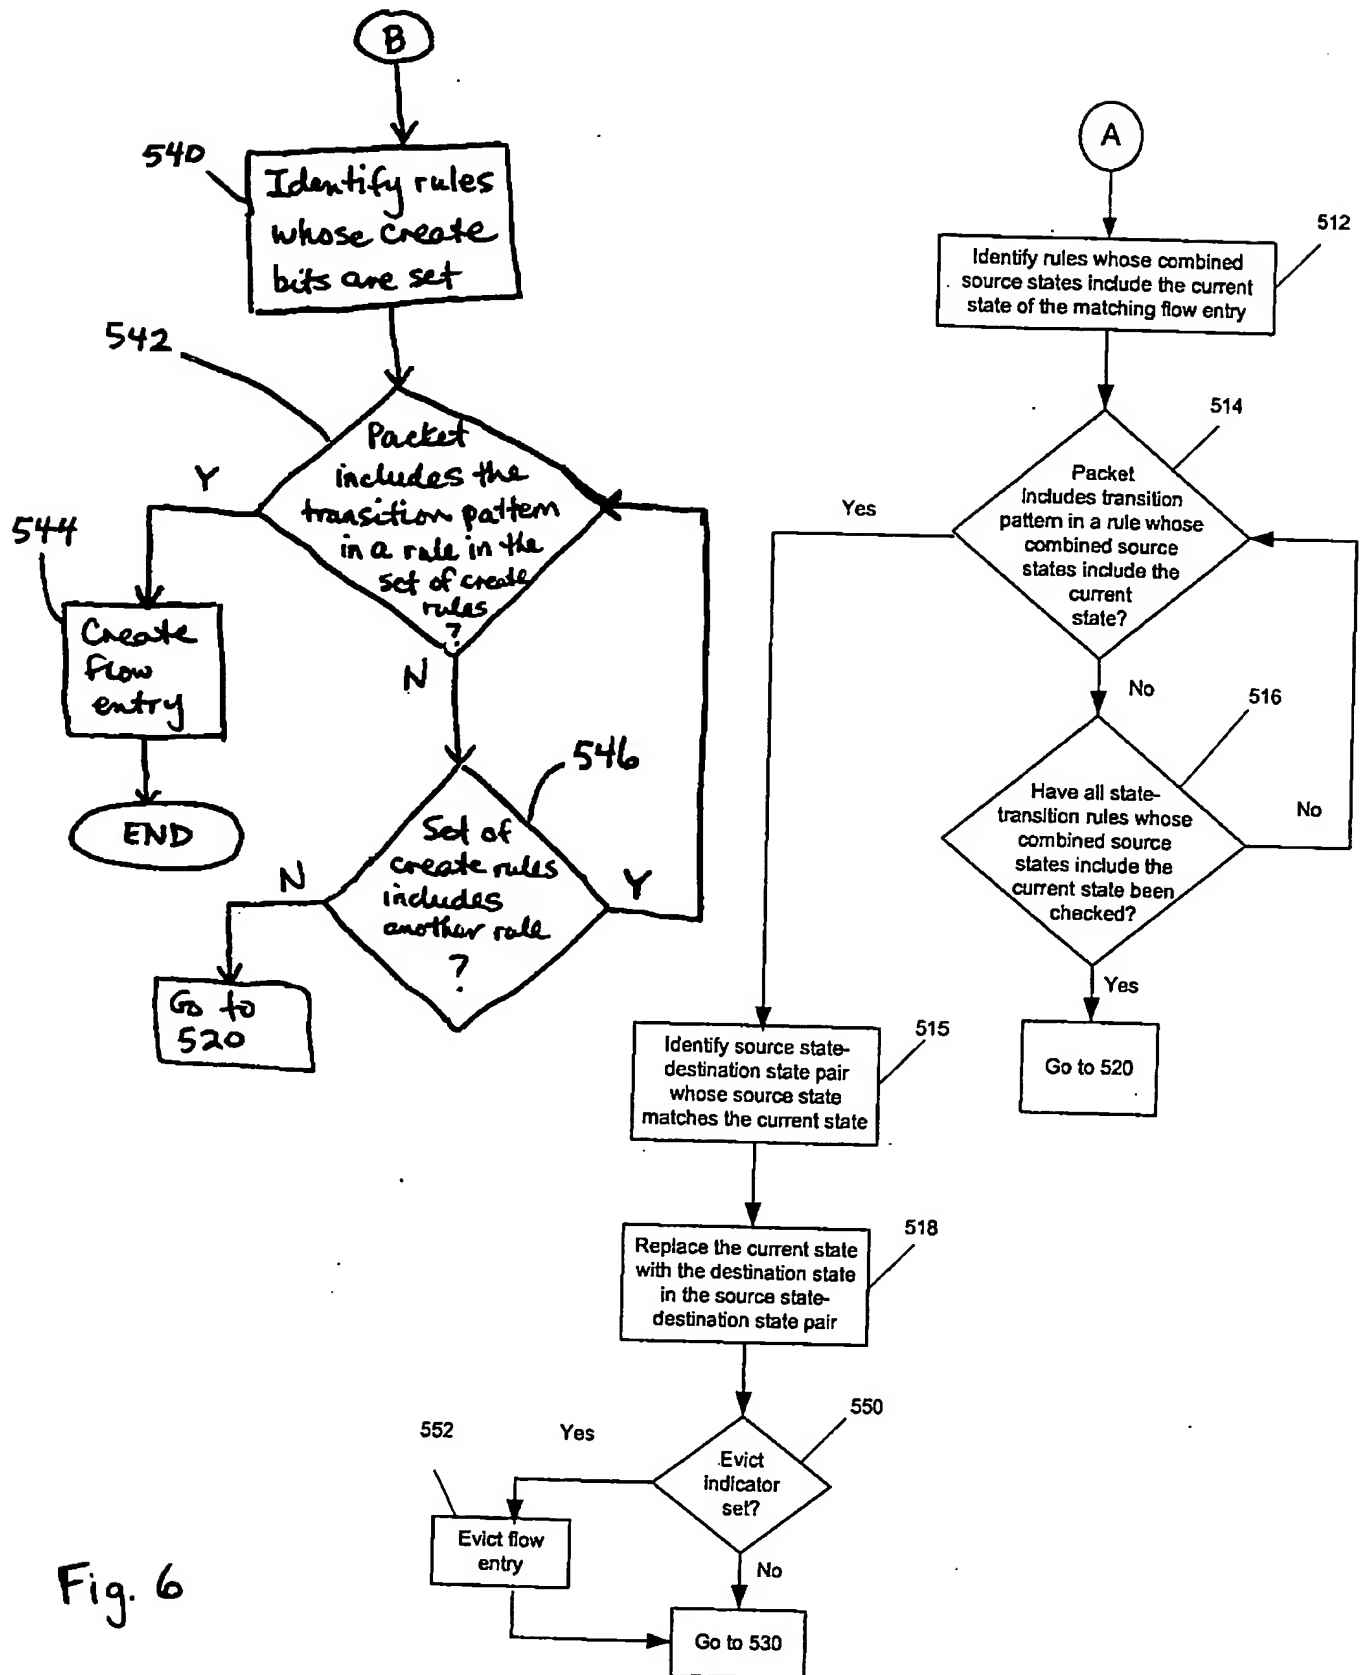 B
540
Identify rules
whose create
bits are set
542
Packet
includes the
transition pattern
in a rule in the
set of create
rules
?
Y
544
Create
Flow
entry
END
N
546
Set of
create rules
includes
another rule
?
Y
N
Go to
520
A
512
Identify rules whose combined
source states include the current
state of the matching flow entry
514
Packet
includes transition
pattern in a rule whose
combined source
states include the
current
state?
Yes
No
516
Have all state-
transition rules whose
combined source
states include the
current state been
checked?
No
Yes
Go to 520
515
Identify source state-
destination state pair
whose source state
matches the current state
518
Replace the current state
with the destination state
in the source state-
destination state pair
550
Evict
indicator
set?
Yes
552
Evict flow
entry
No
Go to 530
Fig. 6